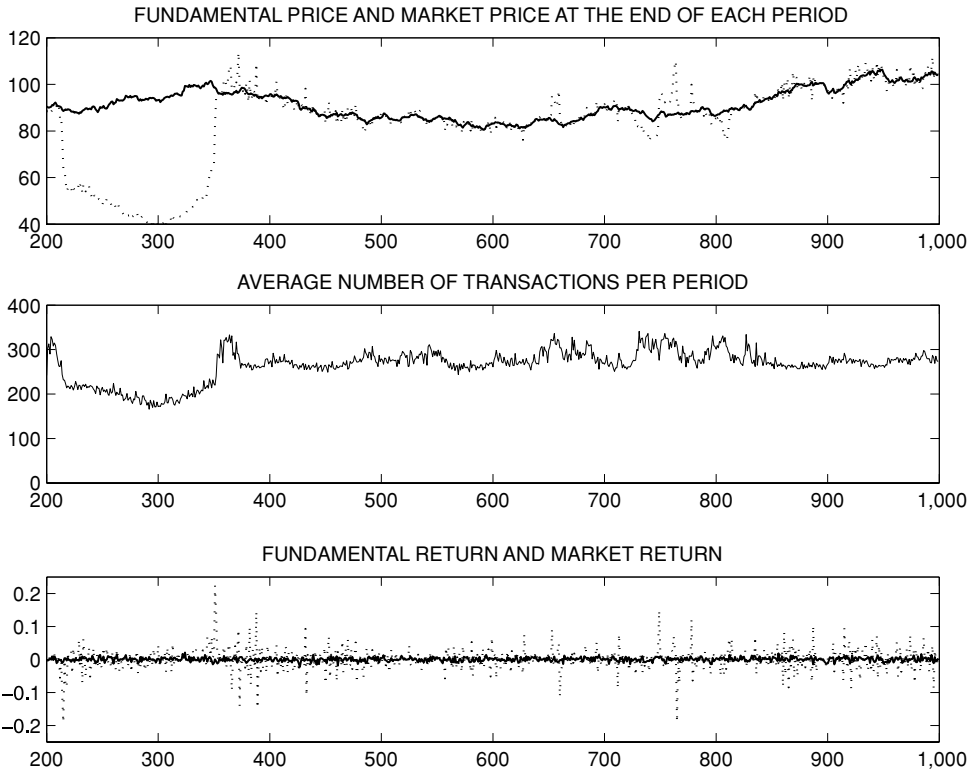 FUNDAMENTAL PRICE AND MARKET PRICE AT THE END OF EACH PERIOD
120
100
80
60
40
200 300 400 500 600 700 800 900 1,000
AVERAGE NUMBER OF TRANSACTIONS PER PERIOD
400
300
200
100
0
200 300 400 500 600 700 800 900 1,000
FUNDAMENTAL RETURN AND MARKET RETURN
0.2
0.1
0
−0.1
−0.2
200 300 400 500 600 700 800 900 1,000